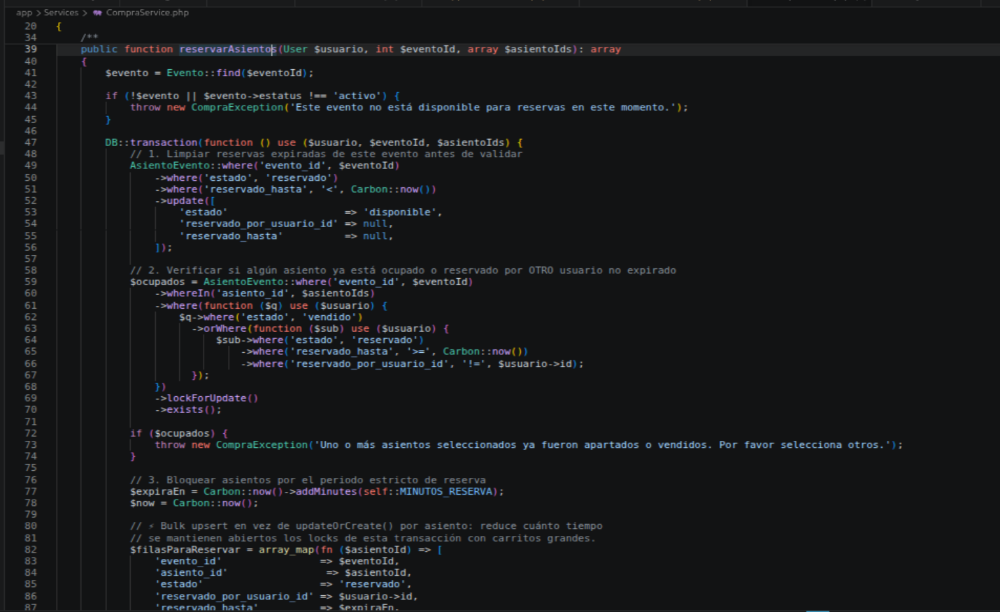 app > Services > CompraService.php
20 {
34 /**
39 public function reservarAsientos(User $usuario, int $eventoId, array $asientoIds): array
40 {
41 $evento = Evento::find($eventoId);
42
43 if (!$evento || $evento->estatus !== 'activo') {
44 throw new CompraException('Este evento no está disponible para reservas en este momento.');
45 }
46
47 DB::transaction(function () use ($usuario, $eventoId, $asientoIds) {
48 // 1. Limpiar reservas expiradas de este evento antes de validar
49 AsientoEvento::where('evento_id', $eventoId)
50 ->where('estado', 'reservado')
51 ->where('reservado_hasta', '<', Carbon::now())
52 ->update([
53 'estado' => 'disponible',
54 'reservado_por_usuario_id' => null,
55 'reservado_hasta' => null,
56 ]);
57
58 // 2. Verificar si algún asiento ya está ocupado o reservado por OTRO usuario no expirado
59 $ocupados = AsientoEvento::where('evento_id', $eventoId)
60 ->whereIn('asiento_id', $asientoIds)
61 ->where(function ($q) use ($usuario) {
62 $q->where('estado', 'vendido')
63 ->orWhere(function ($sub) use ($usuario) {
64 $sub->where('estado', 'reservado')
65 ->where('reservado_hasta', '>=', Carbon::now())
66 ->where('reservado_por_usuario_id', '!=', $usuario->id);
67 });
68 })
69 ->lockForUpdate()
70 ->exists();
71
72 if ($ocupados) {
73 throw new CompraException('Uno o más asientos seleccionados ya fueron apartados o vendidos. Por favor selecciona otros.');
74 }
75
76 // 3. Bloquear asientos por el periodo estricto de reserva
77 $expiraEn = Carbon::now()->addMinutes(self::MINUTOS_RESERVA);
78 $now = Carbon::now();
79
80 // ⚡ Bulk upsert en vez de updateOrCreate() por asiento: reduce cuánto tiempo
81 // se mantienen abiertos los locks de esta transacción con carritos grandes.
82 $filasParaReservar = array_map(fn ($asientoId) => [
83 'evento_id' => $eventoId,
84 'asiento_id' => $asientoId,
85 'estado' => 'reservado',
86 'reservado_por_usuario_id' => $usuario->id,
87 'reservado_hasta' => $expiraEn,